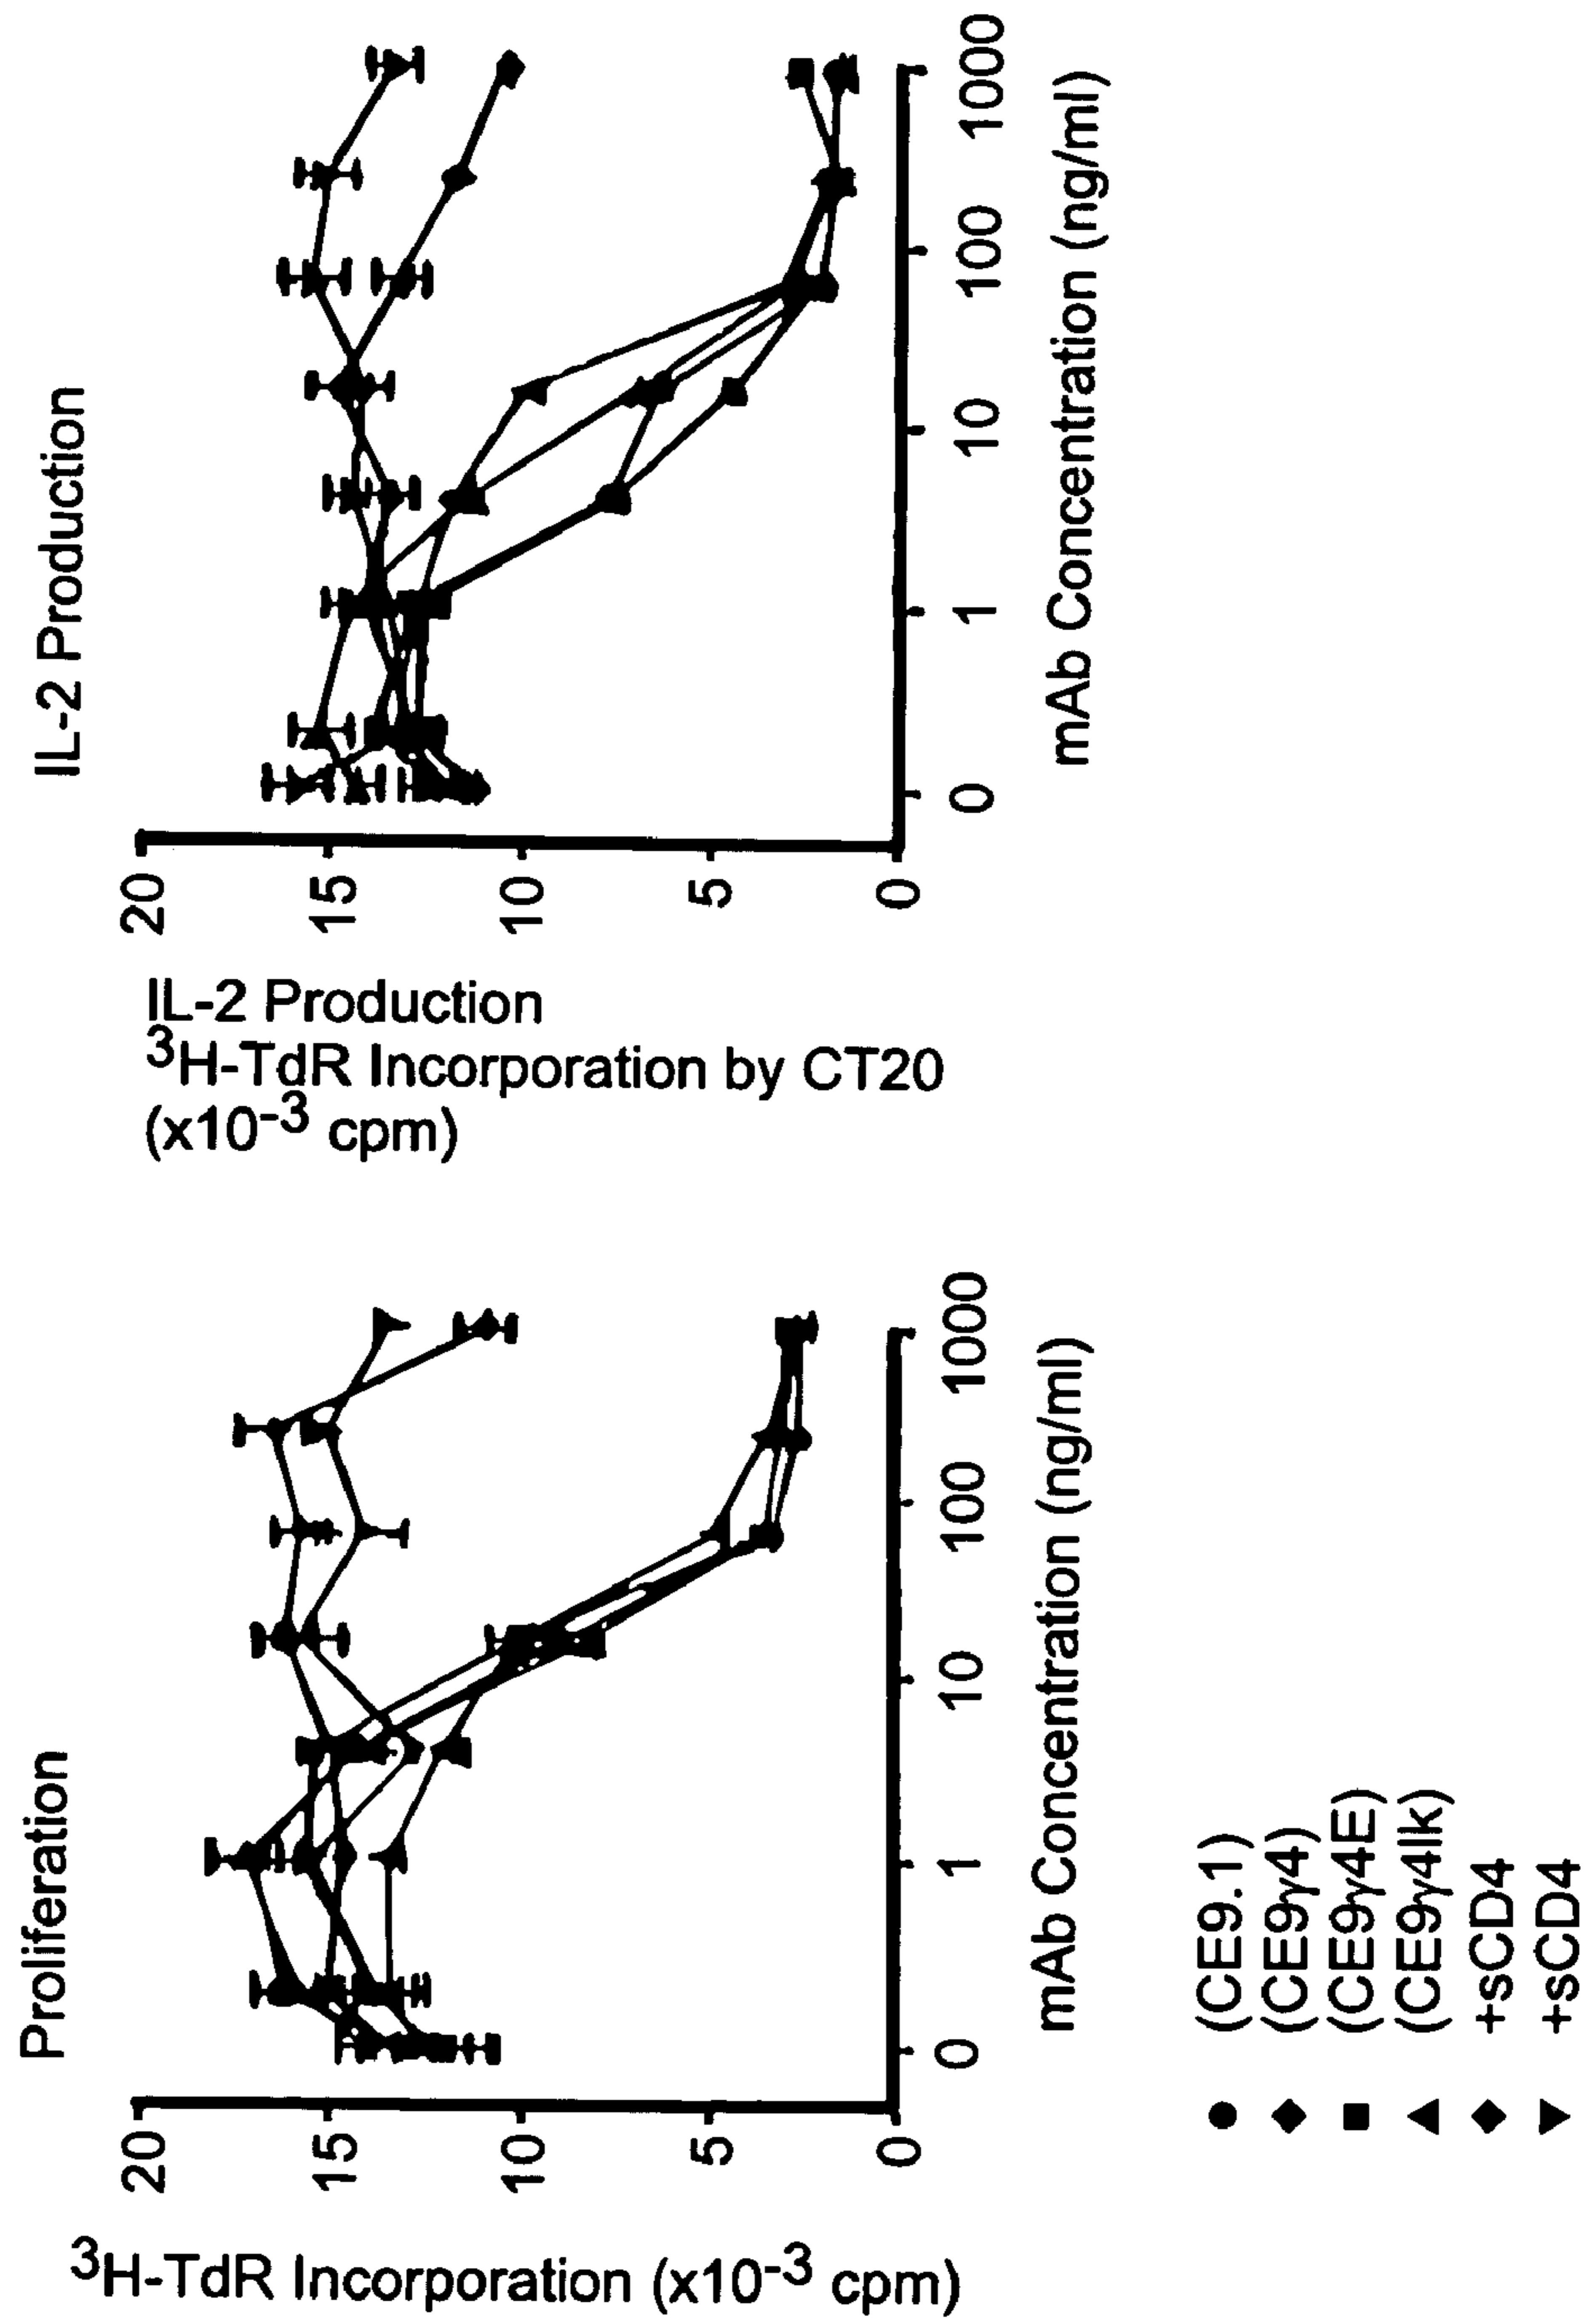 Proliferation
³H-TdR Incorporation (x10⁻³ cpm)
20
15
10
5
0
0
1
10
100
1000
mAb Concentration (ng/ml)
IL-2 Production
IL-2 Production
³H-TdR Incorporation by CT20
(x10⁻³ cpm)
20
15
10
5
0
0
1
10
100
1000
mAb Concentration (ng/ml)
(CE9.1)
(CE9γ4)
(CE9γ4E)
(CE9γ4lk)
+sCD4
+sCD4